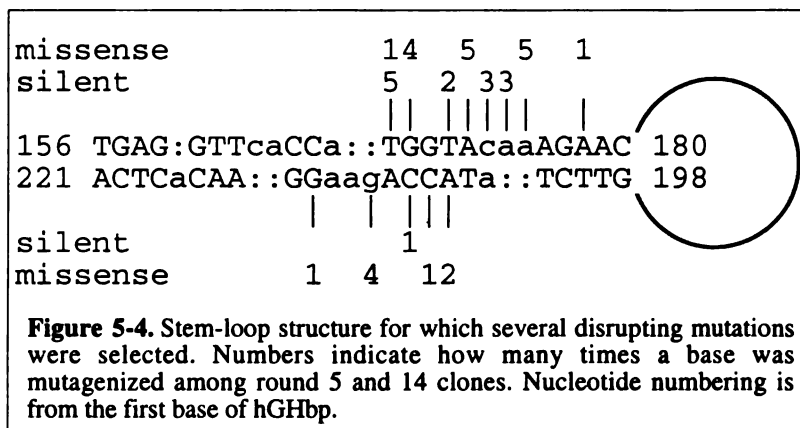 missense 14 5 5 1
silent 5 2 33
156 TGAG:GTTcaCCa::TGGTACaaAGAAC 180
221 ACTCaCAA::GGaagACCATa::TCTTG 198
silent 1
missense 1 4 12
Figure 5-4. Stem-loop structure for which several disrupting mutations
were selected. Numbers indicate how many times a base was
mutagenized among round 5 and 14 clones. Nucleotide numbering is
from the first base of hGHbp.